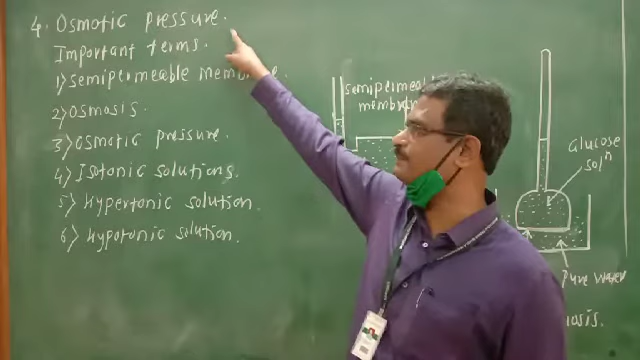 4. Osmotic pressure.
Important terms.
1) Semipermeable
2) Osmosis.
3) Osmotic pressure.
4) Isotonic solutions.
5) Hypertonic solution.
6) Hypotonic solution.
semipermeable
membrane
Glucose
solⁿ
Pure water